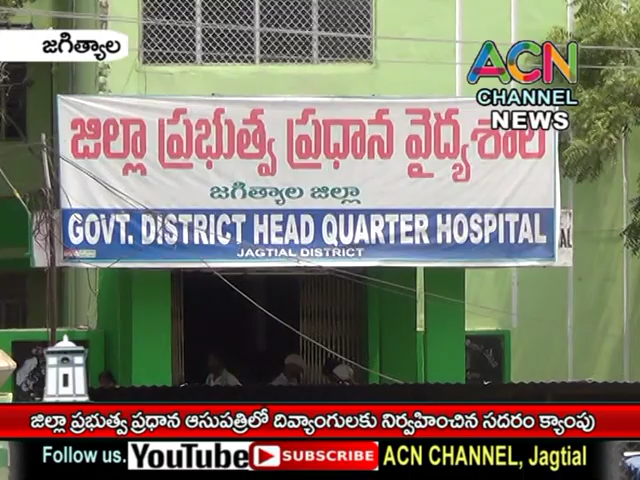 జగిత్యాల
ACN
CHANNEL
NEWS
జిల్లా ప్రభుత్వ ప్రధాన వైద్యశాల
జగిత్యాల జిల్లా
GOVT. DISTRICT HEAD QUARTER HOSPITAL
JAGTIAL DISTRICT
AL
జిల్లా ప్రభుత్వ ప్రధాన ఆసుపత్రిలో దివ్యాంగులకు నిర్వహించిన సదరం క్యాంపు
Follow us. YouTube SUBSCRIBE ACN CHANNEL, Jagtial